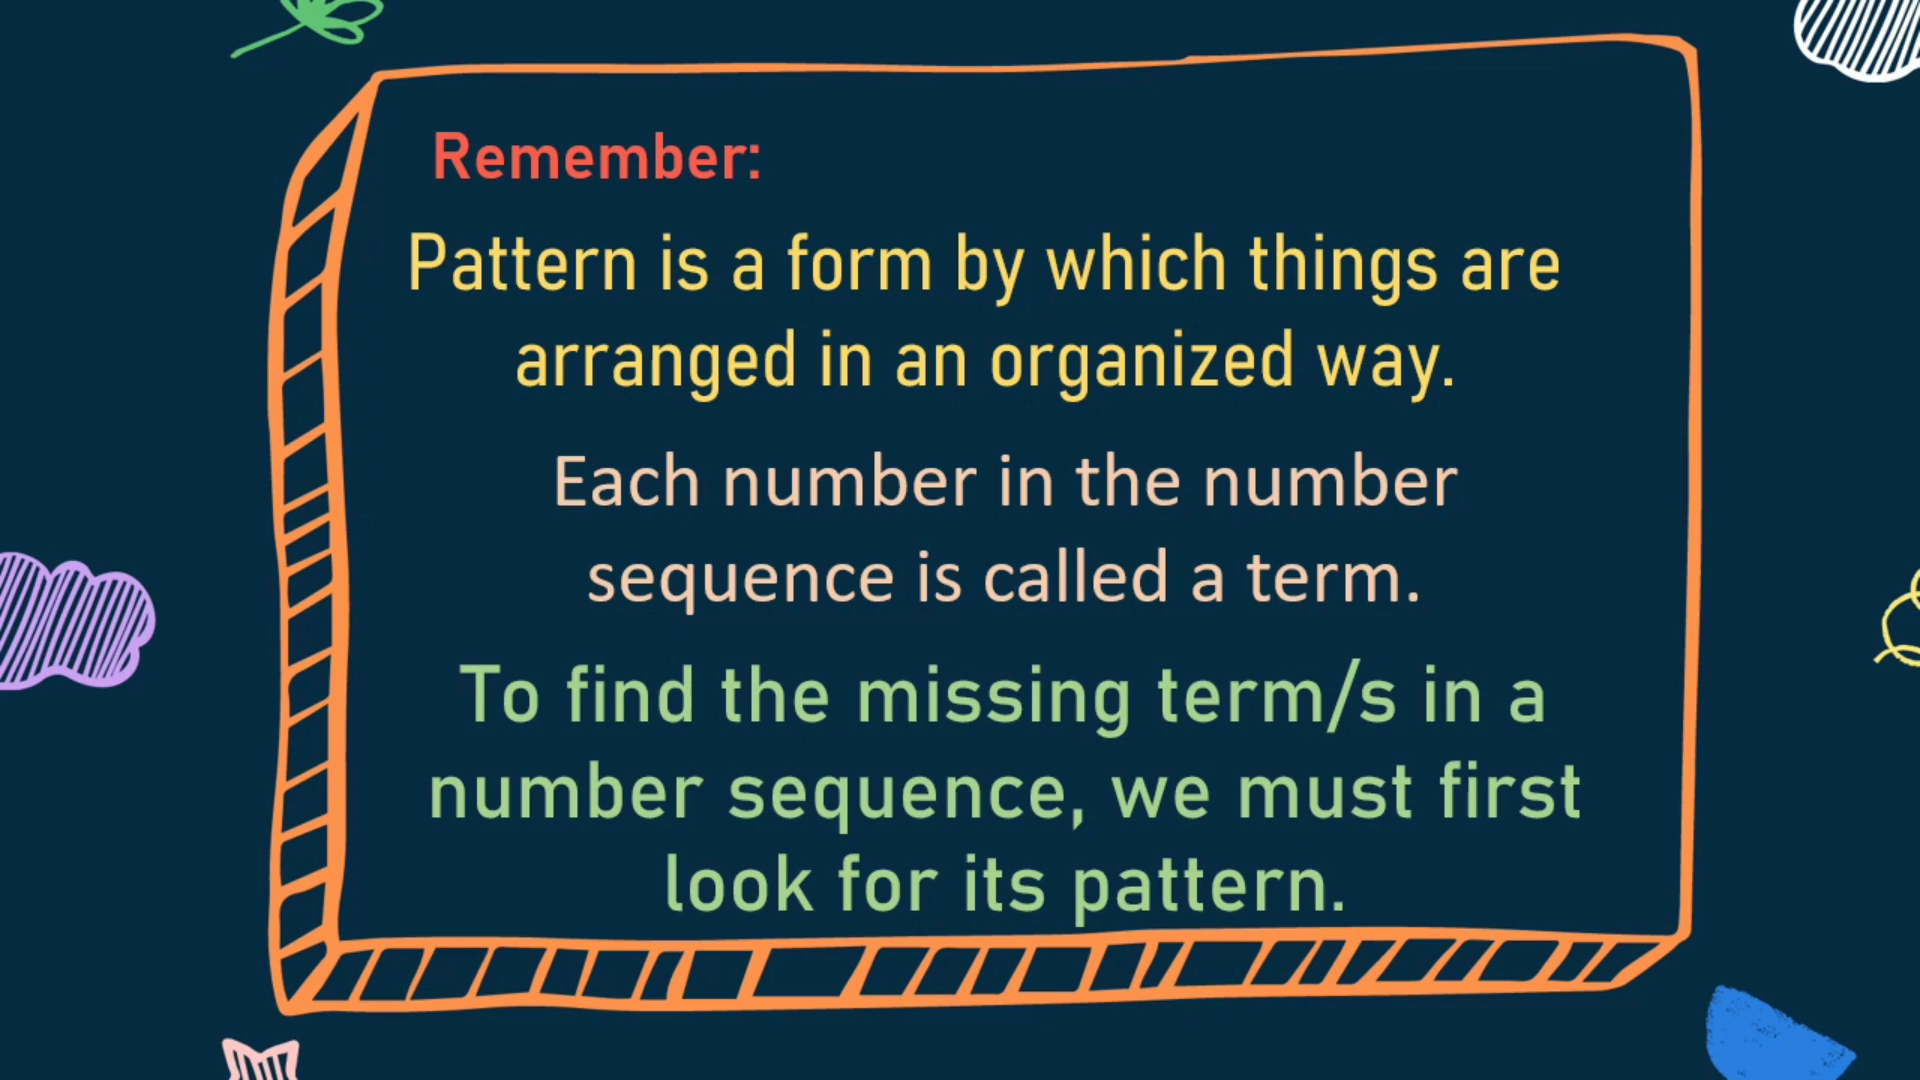 Remember:
Pattern is a form by which things are
arranged in an organized way.
Each number in the number
sequence is called a term.
To find the missing term/s in a
number sequence, we must first
look for its pattern.